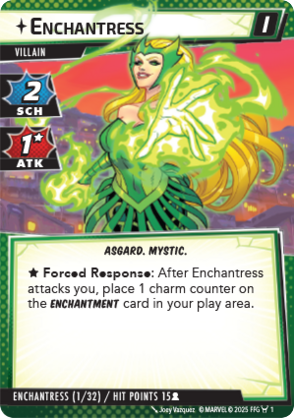 ENCHANTRESS
I
VILLAIN
2
SCH
1★
ATK
ASGARD. MYSTIC.
★ Forced Response: After Enchantress
attacks you, place 1 charm counter on
the ENCHANTMENT card in your play area.
ENCHANTRESS (1/32) / HIT POINTS 15
Joey Vazquez © MARVEL © 2025 FFG 1